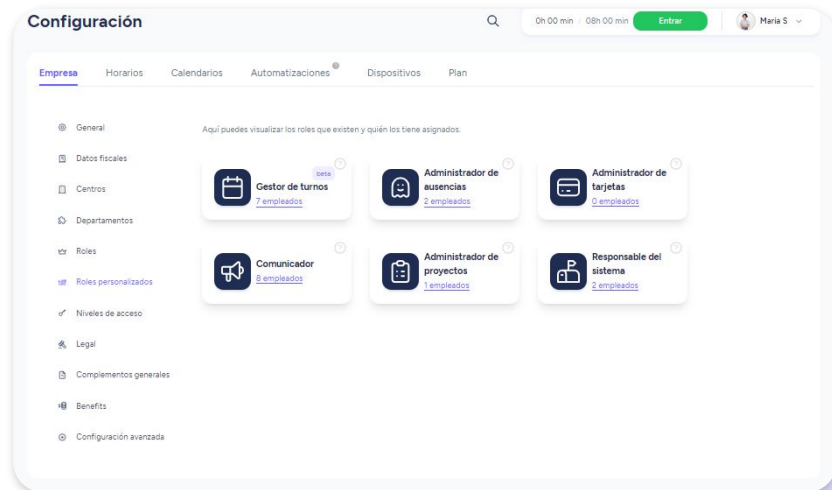 Configuración
0h 00 min / 08h 00 min
Entrar
Maria S
Empresa
Horarios
Calendarios
Automatizaciones
Dispositivos
Plan
General
Datos fiscales
Centros
Departamentos
Roles
Roles personalizados
Niveles de acceso
Legal
Complementos generales
Benefits
Configuración avanzada
Aquí puedes visualizar los roles que existen y quién los tiene asignados.
beta
?
Gestor de turnos
7 empleados
?
Administrador de
ausencias
2 empleados
?
Administrador de
tarjetas
0 empleados
?
Comunicador
8 empleados
?
Administrador de
proyectos
1 empleados
?
Responsable del
sistema
2 empleados